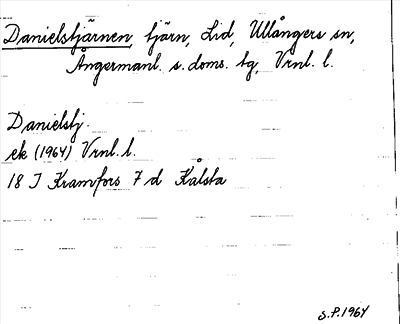 Danielstjärnen, tjärn, Lid, Ullångers sn,
Ångermanl. s. doms. tg, Vrnl. l.
Danielstj.
ek (1964) Vrnl. l.
18 I Kramfors 7 d Kålsta
S.P. 1964